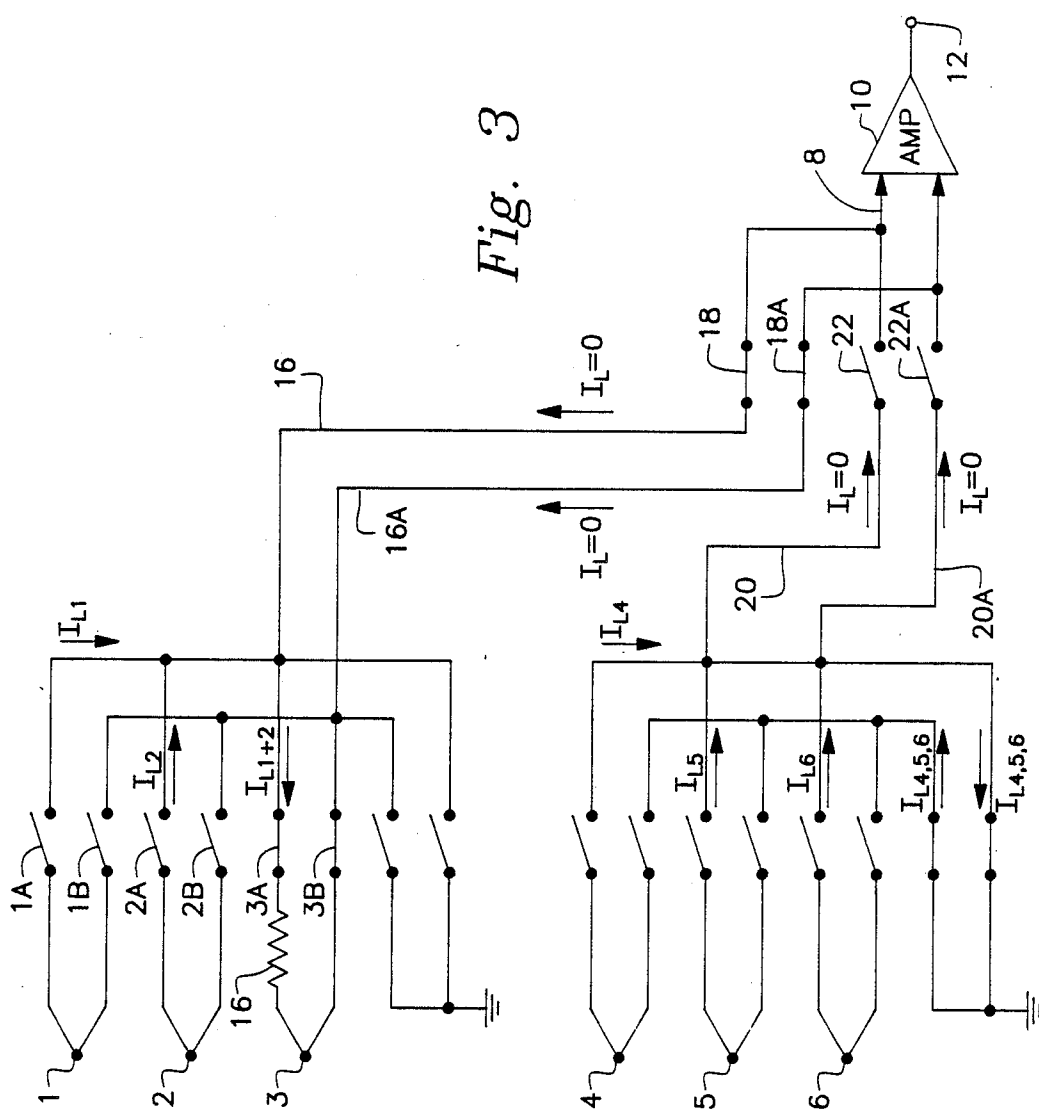 Fig. 3
1
1A
1B
I_L1
2
2A
2B
I_L2
3
16
3A
3B
I_L1+2
16
16A
I_L=0
I_L=0
18
18A
8
10
AMP
12
4
5
6
I_L4
I_L5
I_L6
I_L4,5,6
I_L4,5,6
20
20A
I_L=0
I_L=0
22
22A